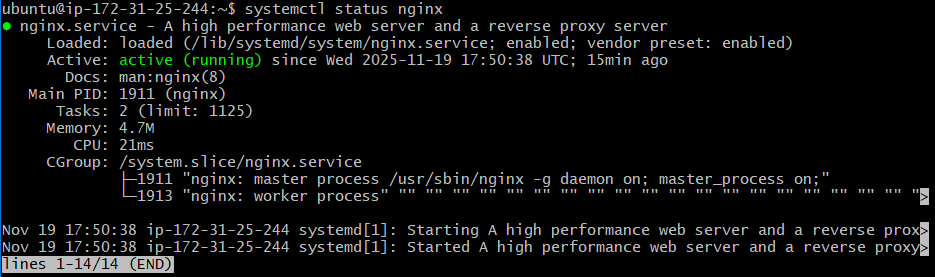 ubuntu@ip-172-31-25-244:~$ systemctl status nginx
● nginx.service - A high performance web server and a reverse proxy server
     Loaded: loaded (/lib/systemd/system/nginx.service; enabled; vendor preset: enabled)
     Active: active (running) since Wed 2025-11-19 17:50:38 UTC; 15min ago
       Docs: man:nginx(8)
   Main PID: 1911 (nginx)
      Tasks: 2 (limit: 1125)
     Memory: 4.7M
        CPU: 21ms
     CGroup: /system.slice/nginx.service
             ├─1911 "nginx: master process /usr/sbin/nginx -g daemon on; master_process on;"
             └─1913 "nginx: worker process" "" "" "" "" "" "" "" "" "" "" "" "" "" "" "" "" "" "" "" ">
Nov 19 17:50:38 ip-172-31-25-244 systemd[1]: Starting A high performance web server and a reverse prox>
Nov 19 17:50:38 ip-172-31-25-244 systemd[1]: Started A high performance web server and a reverse proxy>
lines 1-14/14 (END)